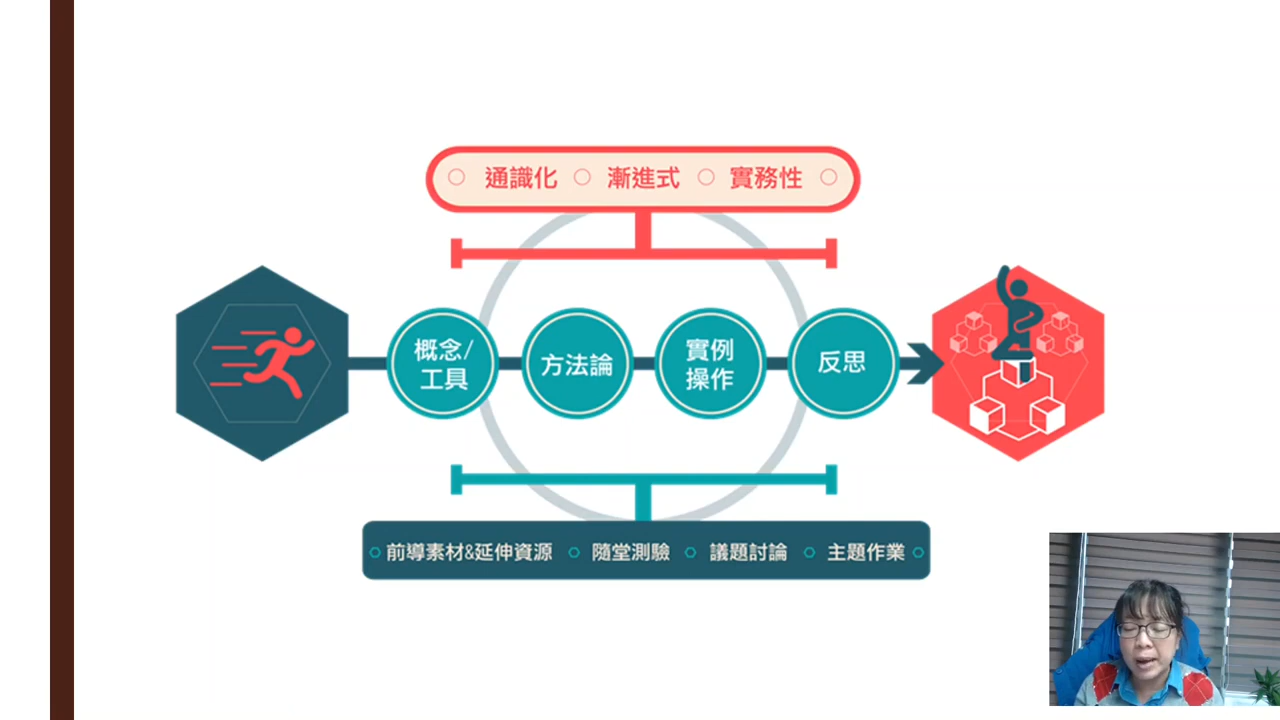 通識化 漸進式 實務性
概念/
工具
方法論
實例
操作
反思
前導素材&延伸資源 隨堂測驗 議題討論 主題作業